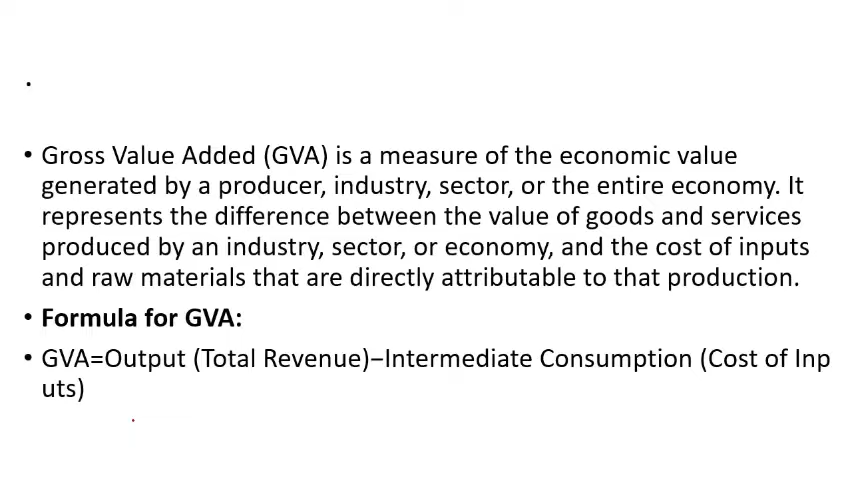 .
• Gross Value Added (GVA) is a measure of the economic value
generated by a producer, industry, sector, or the entire economy. It
represents the difference between the value of goods and services
produced by an industry, sector, or economy, and the cost of inputs
and raw materials that are directly attributable to that production.
• Formula for GVA:
• GVA=Output (Total Revenue)−Intermediate Consumption (Cost of Inp
uts)